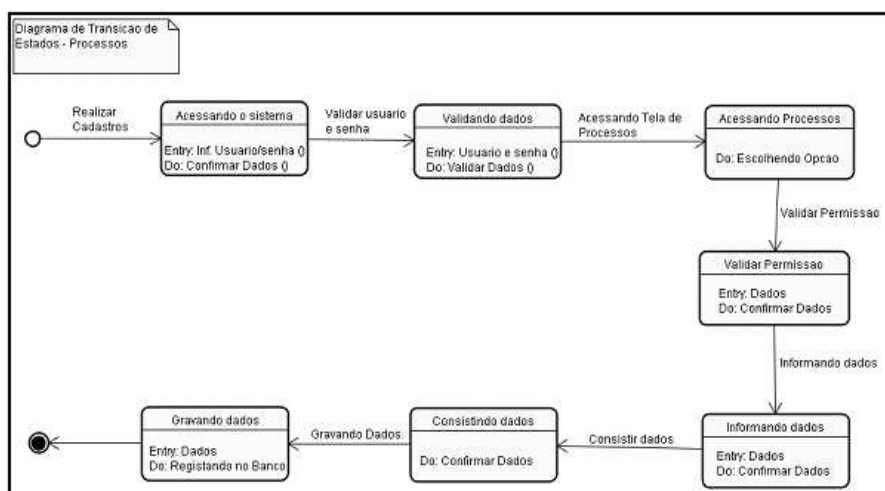 Diagrama de Transicao de
Estados - Processos
Realizar
Cadastros
Acessando o sistema
Entry: Inf. Usuario/senha ()
Do: Confirmar Dados ()
Validar usuario
e senha
Validando dados
Entry: Usuario e senha ()
Do: Validar Dados ()
Acessando Tela de
Processos
Acessando Processos
Do: Escolhendo Opcao
Validar Permissao
Validar Permissao
Entry: Dados
Do: Confirmar Dados
Informando dados
Informando dados
Entry: Dados
Do: Confirmar Dados
Consistir dados
Consistindo dados
Do: Confirmar Dados
Gravando Dados
Gravando dados
Entry: Dados
Do: Registando no Banco